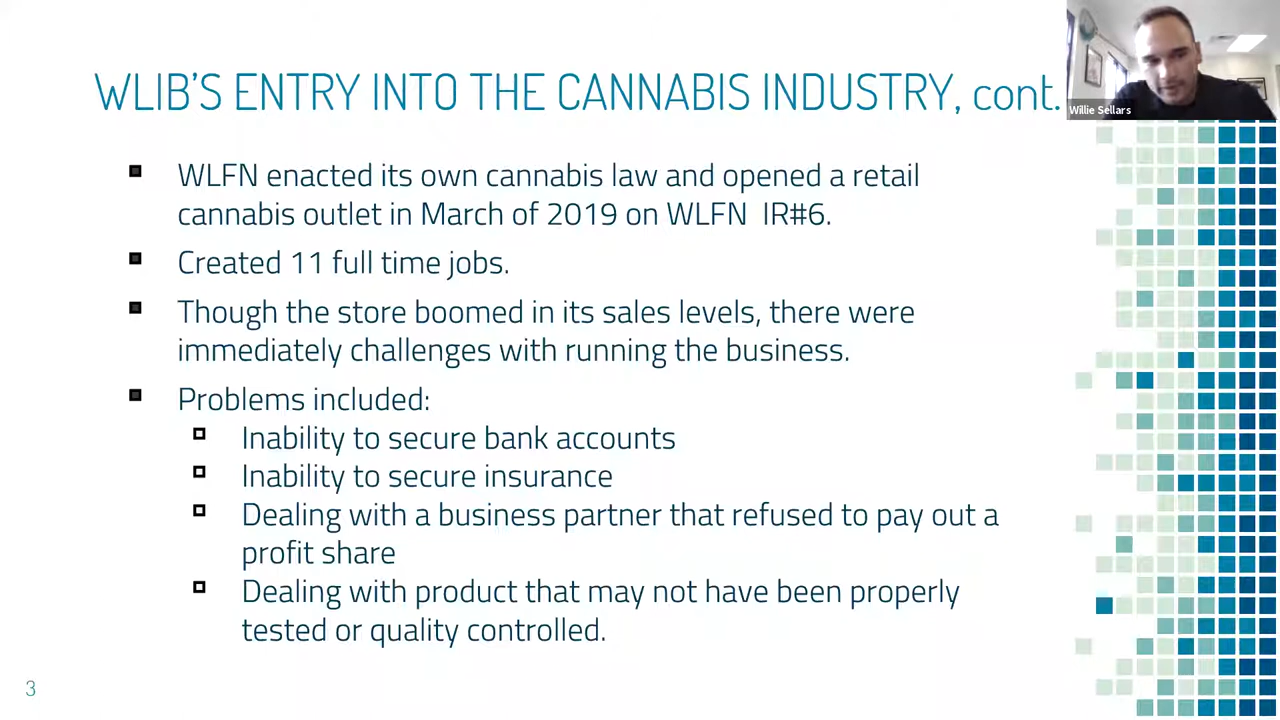 WLIB'S ENTRY INTO THE CANNABIS INDUSTRY, cont.
Willie Sellars
WLFN enacted its own cannabis law and opened a retail
cannabis outlet in March of 2019 on WLFN IR#6.
Created 11 full time jobs.
Though the store boomed in its sales levels, there were
immediately challenges with running the business.
Problems included:
Inability to secure bank accounts
Inability to secure insurance
Dealing with a business partner that refused to pay out a
profit share
Dealing with product that may not have been properly
tested or quality controlled.
3